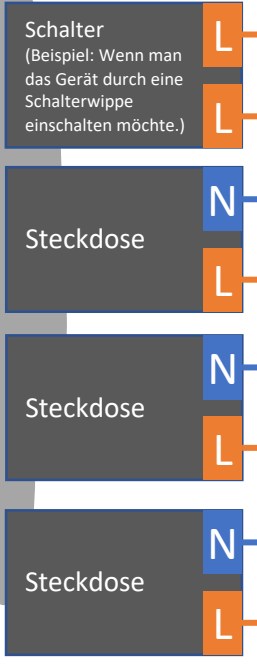 Schalter
(Beispiel: Wenn man
das Gerät durch eine
Schalterwippe
einschalten möchte.)
L
L
Steckdose
N
L
Steckdose
N
L
Steckdose
N
L